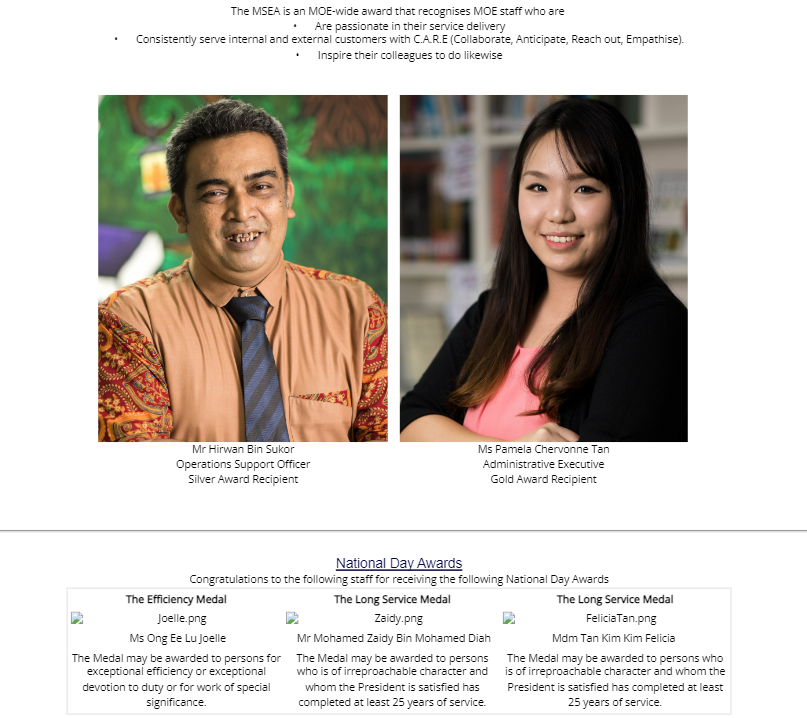 The MSEA is an MOE-wide award that recognises MOE staff who are
• Are passionate in their service delivery
• Consistently serve internal and external customers with C.A.R.E (Collaborate, Anticipate, Reach out, Empathise).
• Inspire their colleagues to do likewise
Mr Hirwan Bin Sukor
Operations Support Officer
Silver Award Recipient
Ms Pamela Chervonne Tan
Administrative Executive
Gold Award Recipient
National Day Awards
Congratulations to the following staff for receiving the following National Day Awards
The Efficiency Medal
Joelle.png
Ms Ong Ee Lu Joelle
The Medal may be awarded to persons for
exceptional efficiency or exceptional
devotion to duty or for work of special
significance.
The Long Service Medal
Zaidy.png
Mr Mohamed Zaidy Bin Mohamed Diah
The Medal may be awarded to persons
who is of irreproachable character and
whom the President is satisfied has
completed at least 25 years of service.
The Long Service Medal
FeliciaTan.png
Mdm Tan Kim Kim Felicia
The Medal may be awarded to persons who
is of irreproachable character and whom the
President is satisfied has completed at least
25 years of service.